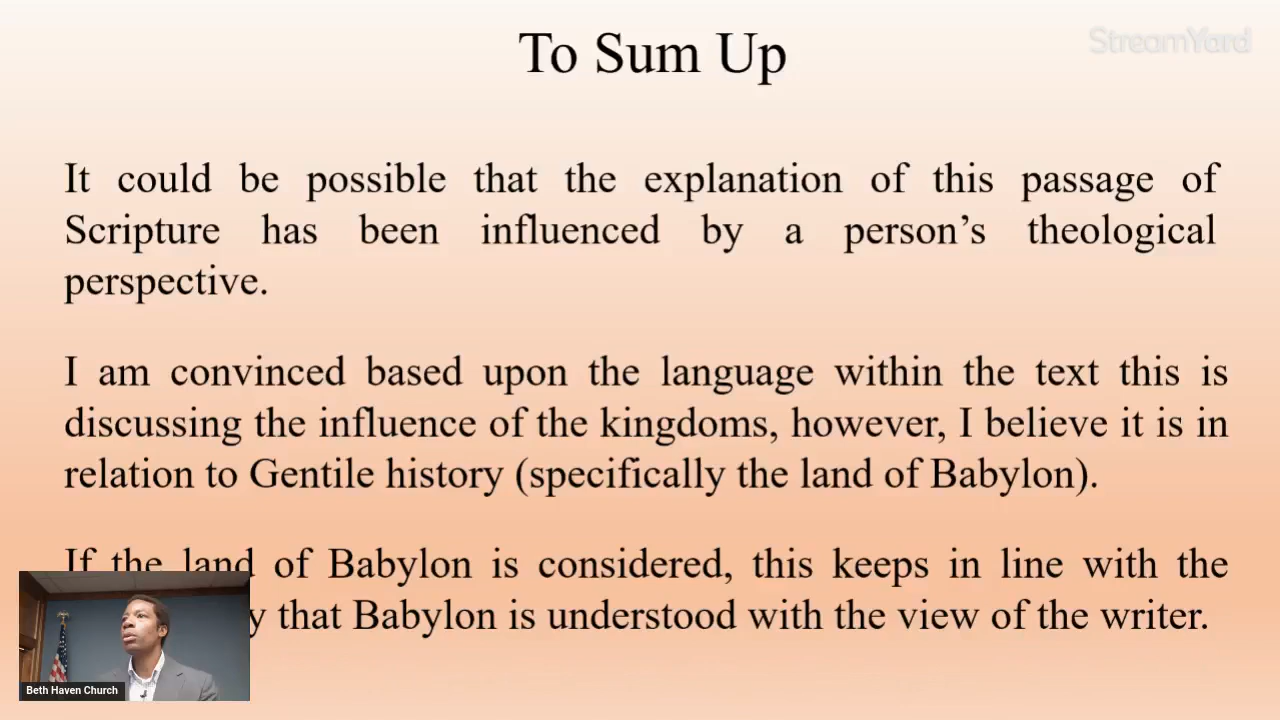 To Sum Up
StreamYard
It could be possible that the explanation of this passage of
Scripture has been influenced by a person’s theological
perspective.
I am convinced based upon the language within the text this is
discussing the influence of the kingdoms, however, I believe it is in
relation to Gentile history (specifically the land of Babylon).
If the land of Babylon is considered, this keeps in line with the
that Babylon is understood with the view of the writer.
Beth Haven Church